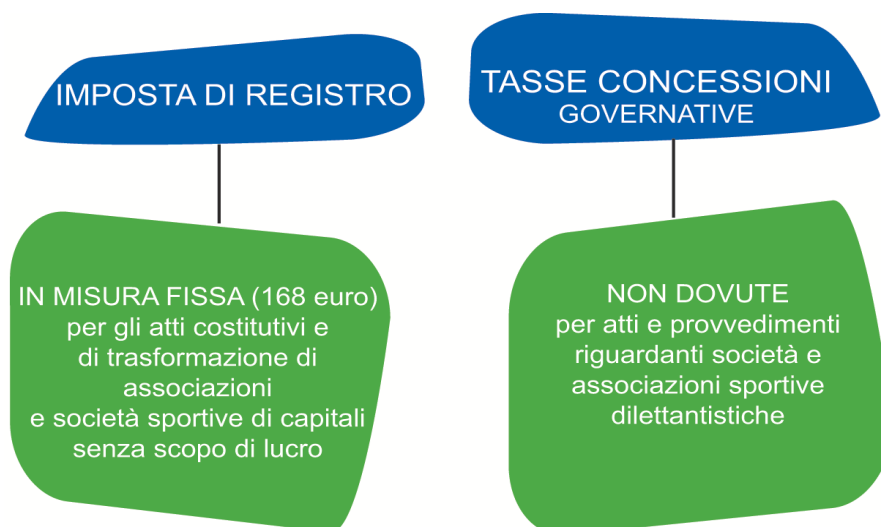 IMPOSTA DI REGISTRO
IN MISURA FISSA (168 euro)
per gli atti costitutivi e
di trasformazione di
associazioni
e società sportive di capitali
senza scopo di lucro
TASSE CONCESSIONI
GOVERNATIVE
NON DOVUTE
per atti e provvedimenti
riguardanti società e
associazioni sportive
dilettantistiche